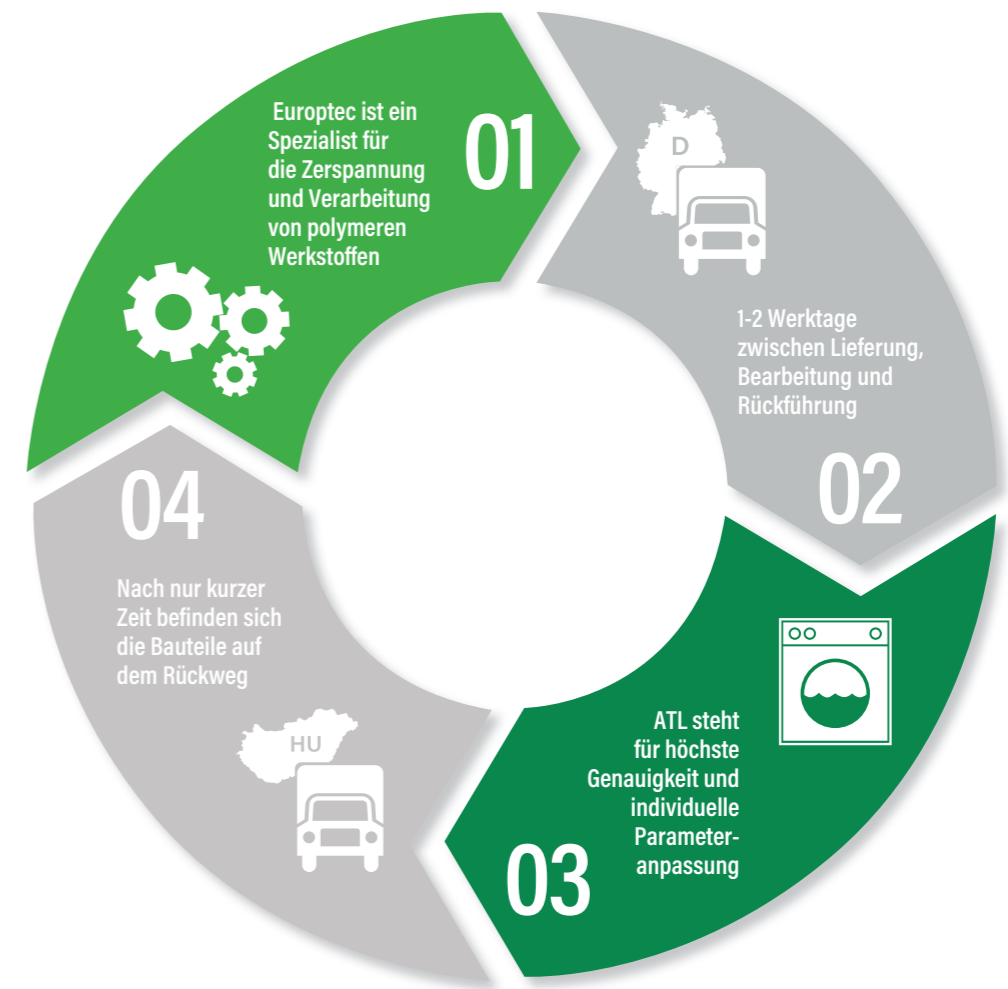 01
Europtec ist ein
Spezialist für
die Zerspannung
und Verarbeitung
von polymeren
Werkstoffen
D
1-2 Werktage
zwischen Lieferung,
Bearbeitung und
Rückführung
02
ATL steht
für höchste
Genauigkeit und
individuelle
Parameter-
anpassung
03
04
Nach nur kurzer
Zeit befinden sich
die Bauteile auf
dem Rückweg
HU